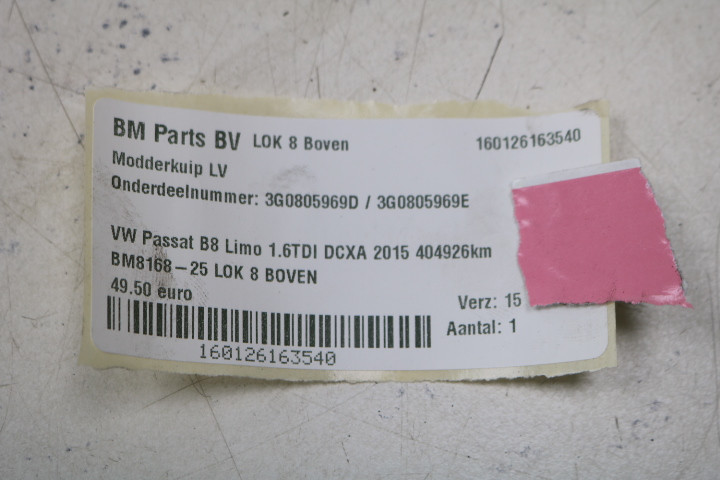 BM Parts BV LOK 8 Boven 160126163540
Modderkuip LV
Onderdeelnummer: 3G0805969D / 3G0805969E
VW Passat B8 Limo 1.6TDI DCXA 2015 404926km
BM8168-25 LOK 8 BOVEN
49.50 euro
Verz: 15
Aantal: 1
160126163540